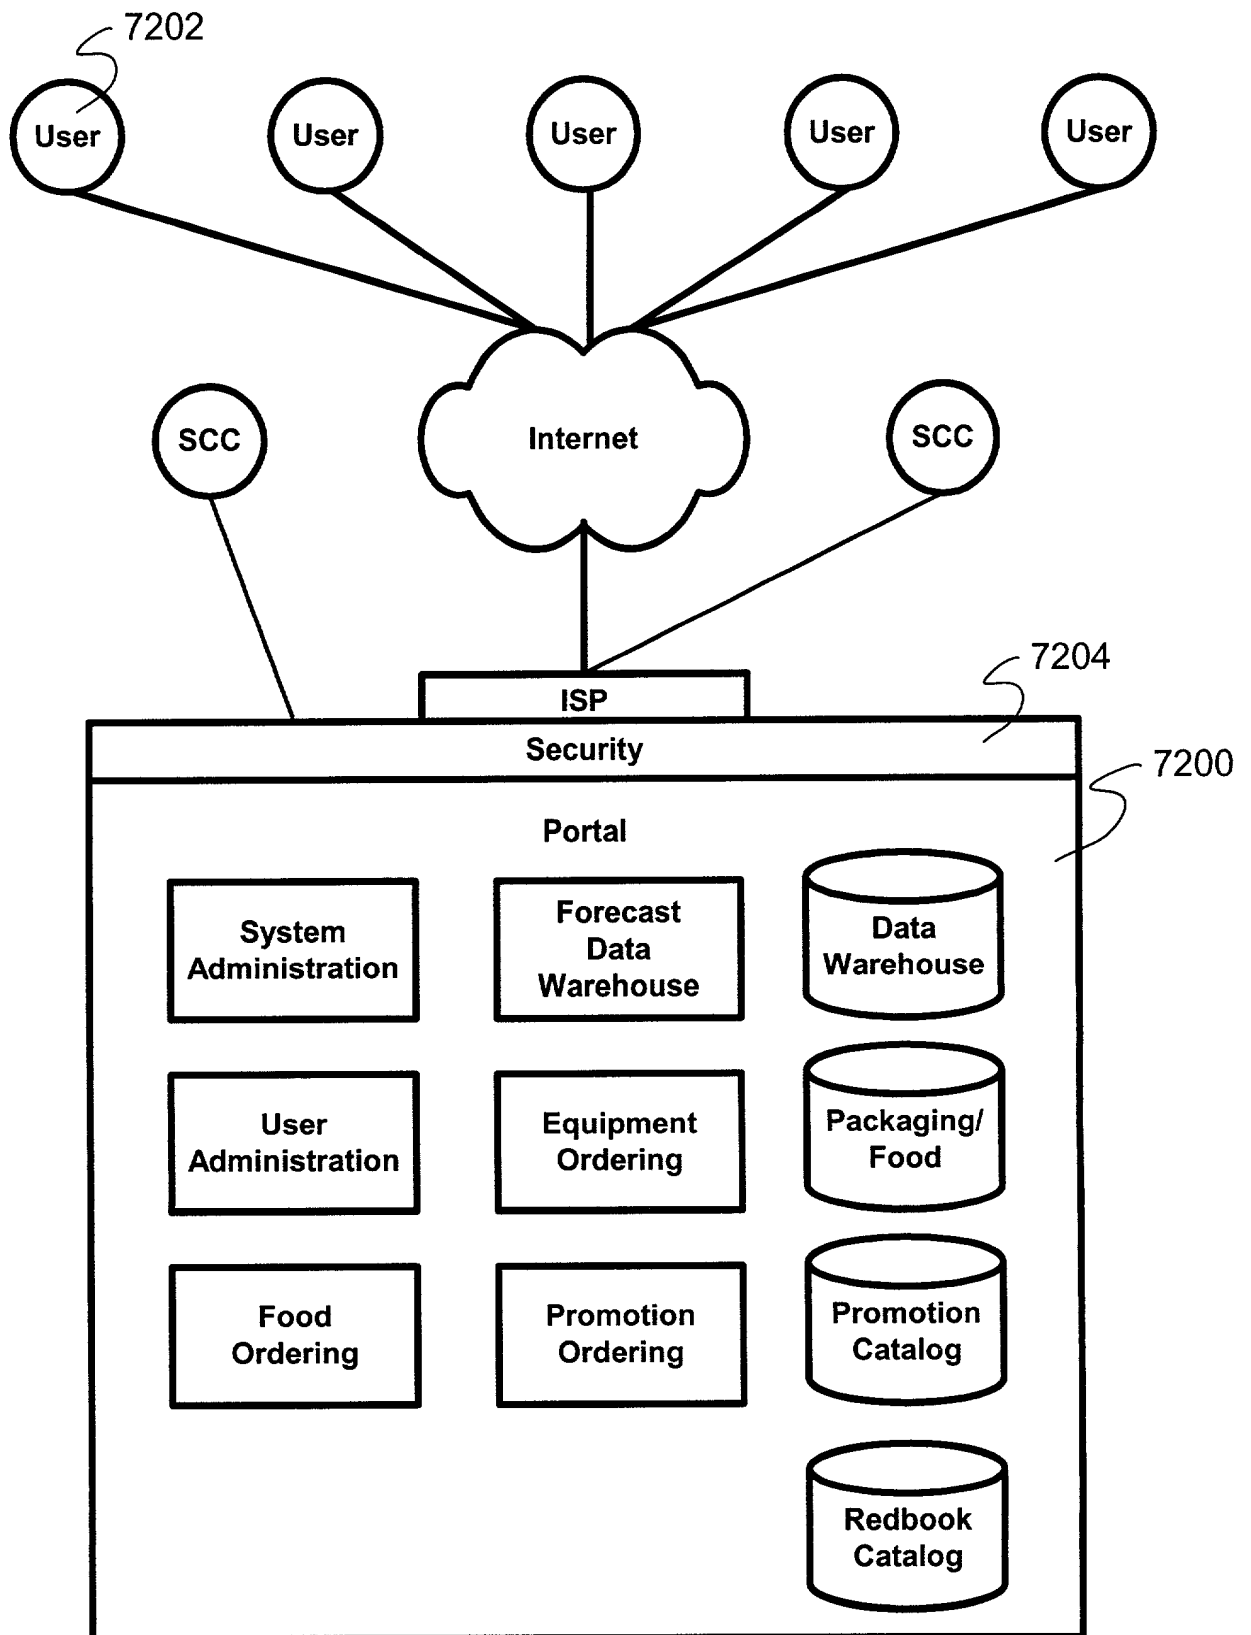 7202
User
User
User
User
User
SCC
Internet
SCC
7204
ISP
Security
7200
Portal
System
Administration
Forecast
Data
Warehouse
Data
Warehouse
User
Administration
Equipment
Ordering
Packaging/
Food
Food
Ordering
Promotion
Ordering
Promotion
Catalog
Redbook
Catalog